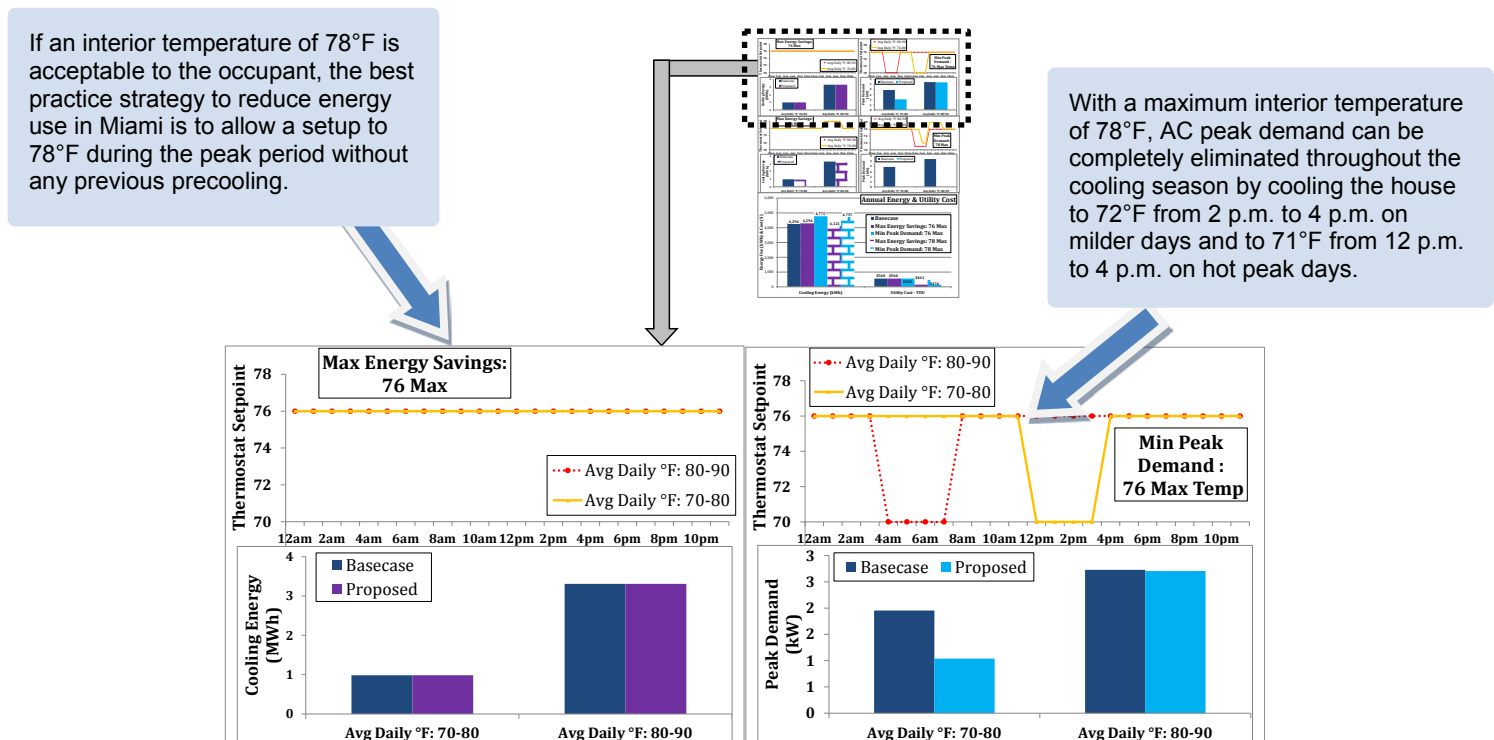 If an interior temperature of 78°F is
acceptable to the occupant, the best
practice strategy to reduce energy
use in Miami is to allow a setup to
78°F during the peak period without
any previous precooling.
Annual Energy & Utility Cost
Basecase
Max Energy Savings: 76 Max
Min Peak Demand: 76 Max
Max Energy Savings: 78 Max
Min Peak Demand: 78 Max
Cooling Energy (kWh)
With a maximum interior temperature
of 78°F, AC peak demand can be
completely eliminated throughout the
cooling season by cooling the house
to 72°F from 2 p.m. to 4 p.m. on
milder days and to 71°F from 12 p.m.
to 4 p.m. on hot peak days.
Max Energy Savings:
76 Max
Thermostat Setpoint
78
76
74
72
70
Avg Daily °F: 80-90
Avg Daily °F: 70-80
12am 2am 4am 6am 8am 10am 12pm 2pm 4pm 6pm 8pm 10pm
Cooling Energy
(MWh)
4
3
2
1
0
Basecase
Proposed
Avg Daily °F: 70-80 Avg Daily °F: 80-90
Avg Daily °F: 80-90
Avg Daily °F: 70-80
Thermostat Setpoint
78
76
74
72
70
Min Peak
Demand :
76 Max Temp
12am 2am 4am 6am 8am 10am 12pm 2pm 4pm 6pm 8pm 10pm
Peak Demand
(kW)
3
3
2
2
1
1
0
Basecase Proposed
Avg Daily °F: 70-80 Avg Daily °F: 80-90